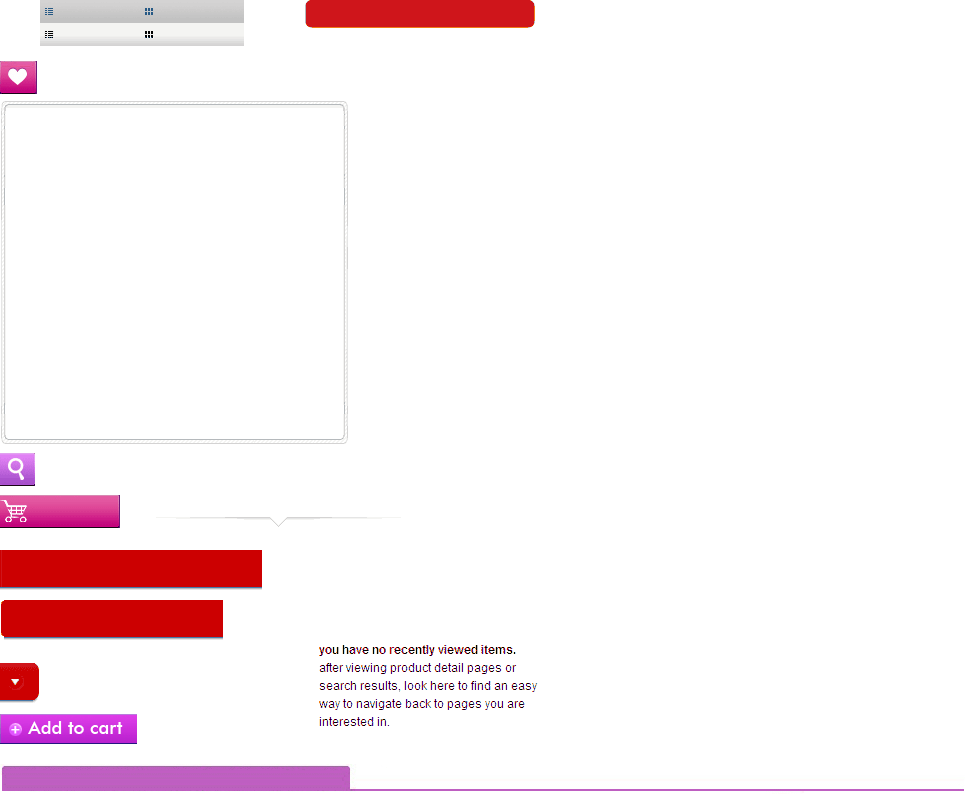 you have no recently viewed items.
after viewing product detail pages or
search results, look here to find an easy
way to navigate back to pages you are
interested in.
Add to cart